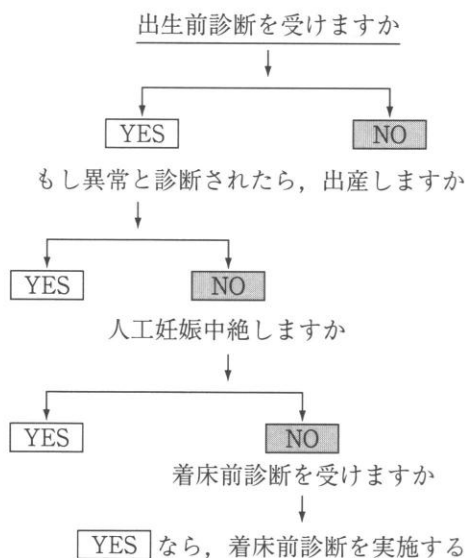 出生前診断を受けますか
YES NO
もし異常と診断されたら，出産しますか
YES NO
人工妊娠中絶しますか
YES NO
着床前診断を受けますか
YES なら，着床前診断を実施する